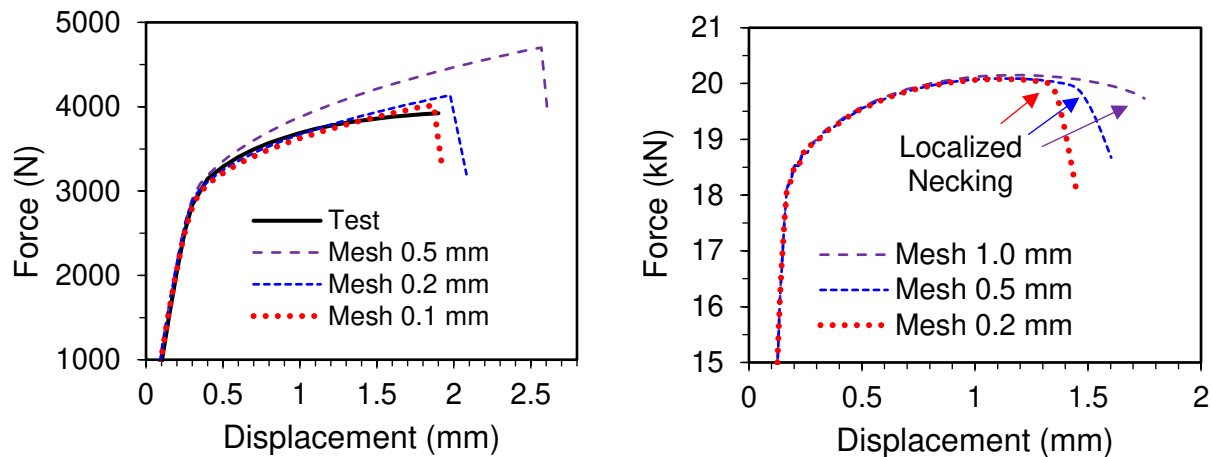 5000
4000
3000
2000
1000
Force (N)
Test
Mesh 0.5 mm
Mesh 0.2 mm
Mesh 0.1 mm
0
0.5
1
1.5
2
2.5
Displacement (mm)
21
20
19
18
17
16
15
Force (kN)
Localized
Necking
Mesh 1.0 mm
Mesh 0.5 mm
Mesh 0.2 mm
0
0.5
1
1.5
2
Displacement (mm)